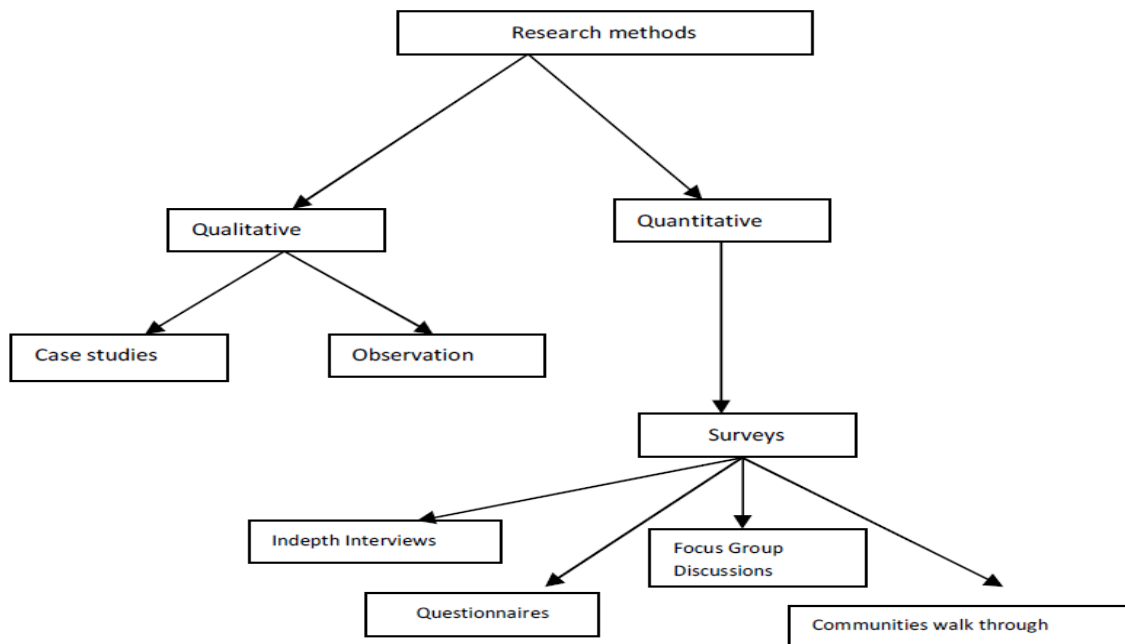 Research methods
Qualitative
Quantitative
Case studies
Observation
Surveys
Indepth Interviews
Focus Group
Discussions
Questionnaires
Communities walk through